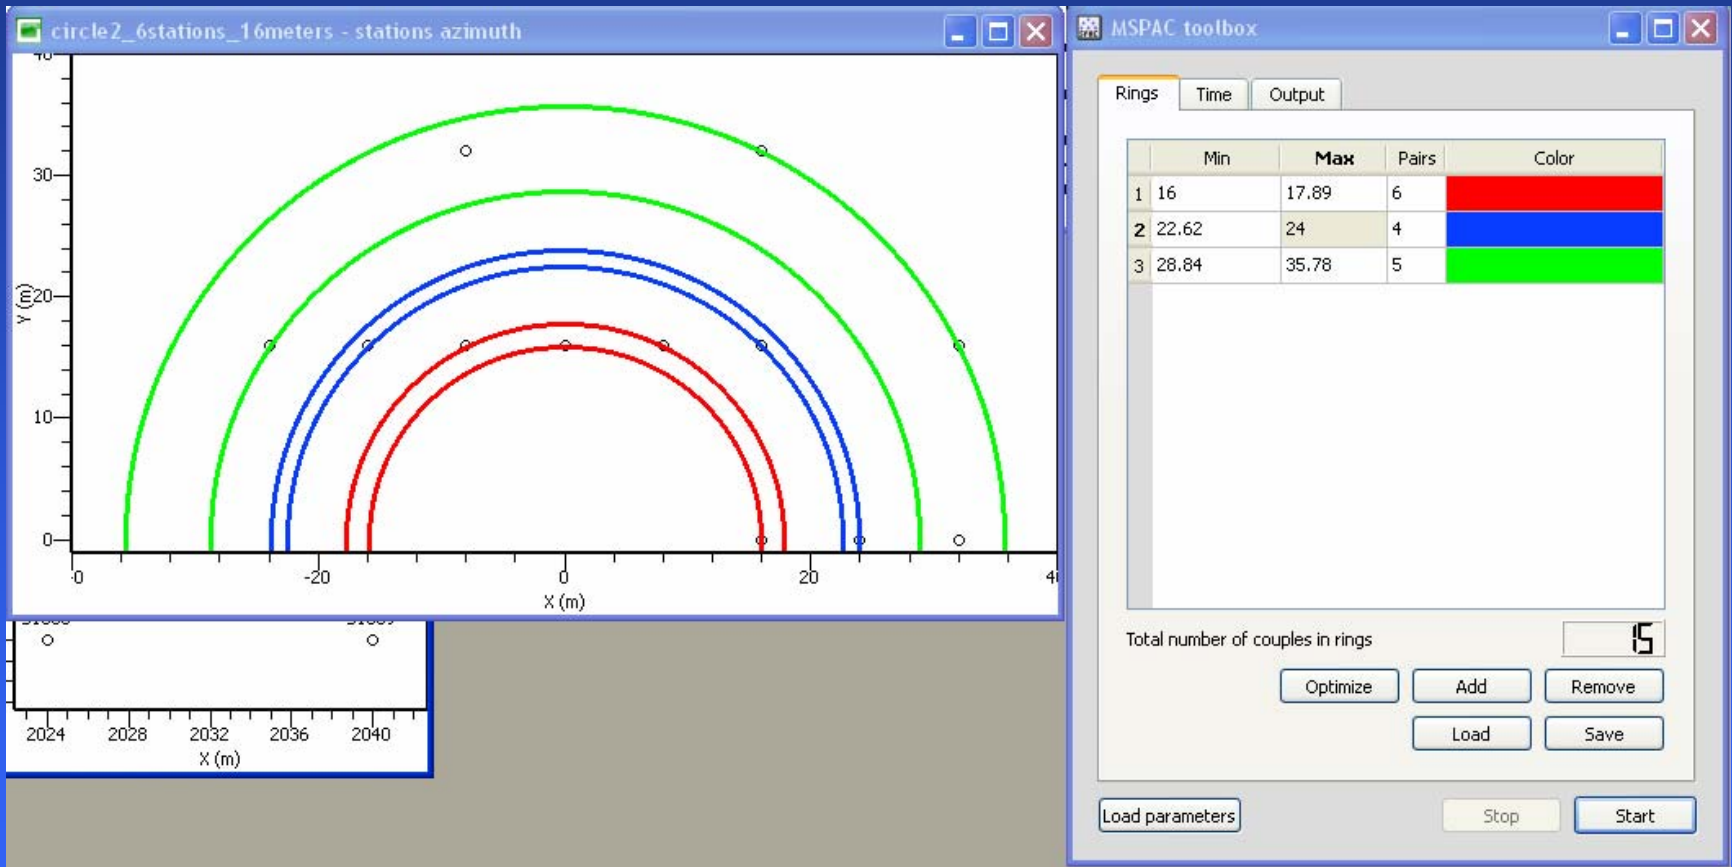 circle2_6stations_16meters - stations azimuth
30
20
10
0
Y (m)
-20
0
20
X (m)
2024
2028
2032
2036
2040
X (m)
MSPAC toolbox
Rings Time Output
Min Max Pairs Color
1 16 17.89 6
2 22.62 24 4
3 28.84 35.78 5
Total number of couples in rings 15
Optimize Add Remove
Load Save
Load parameters Stop Start